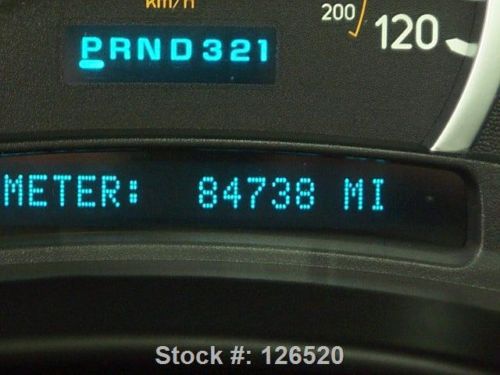 km/h
200
120
PRND321
METER: 84738 MI
Stock #: 126520